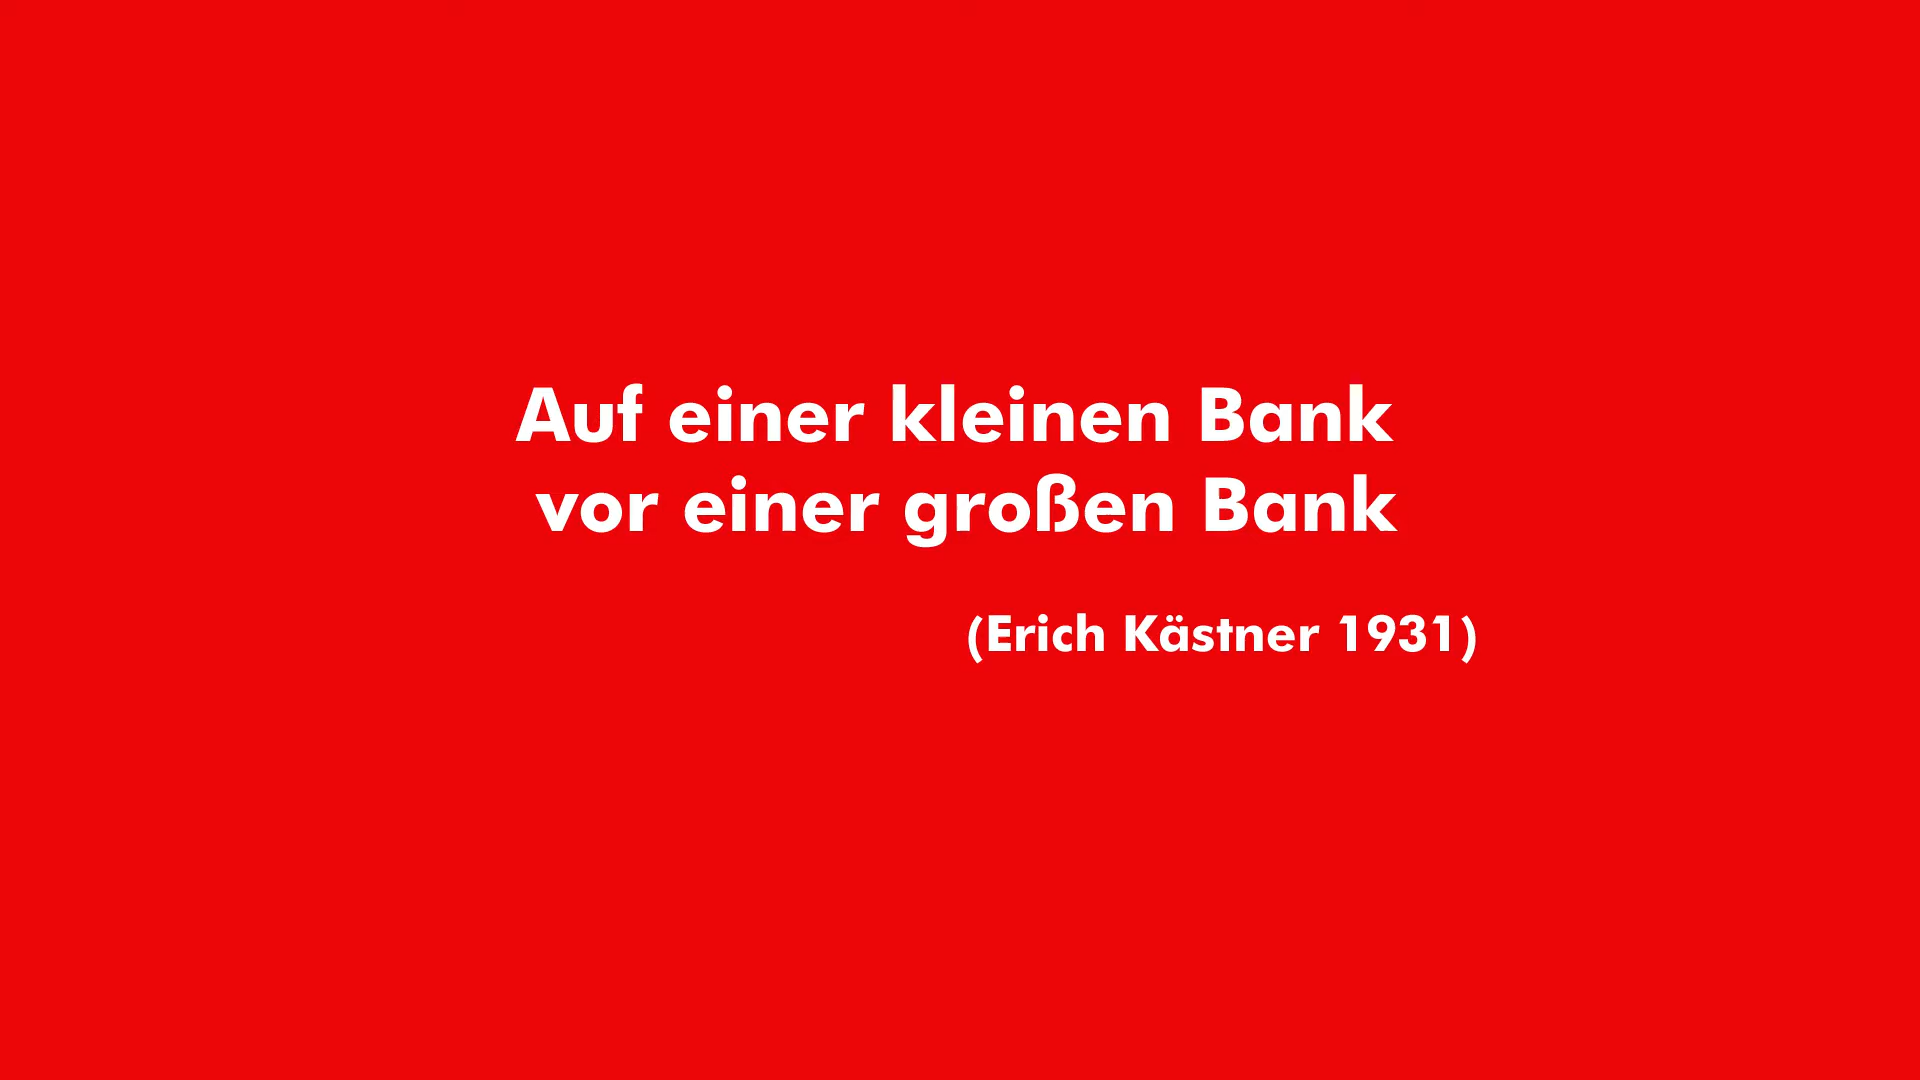 Auf einer kleinen Bank
vor einer großen Bank
(Erich Kästner 1931)